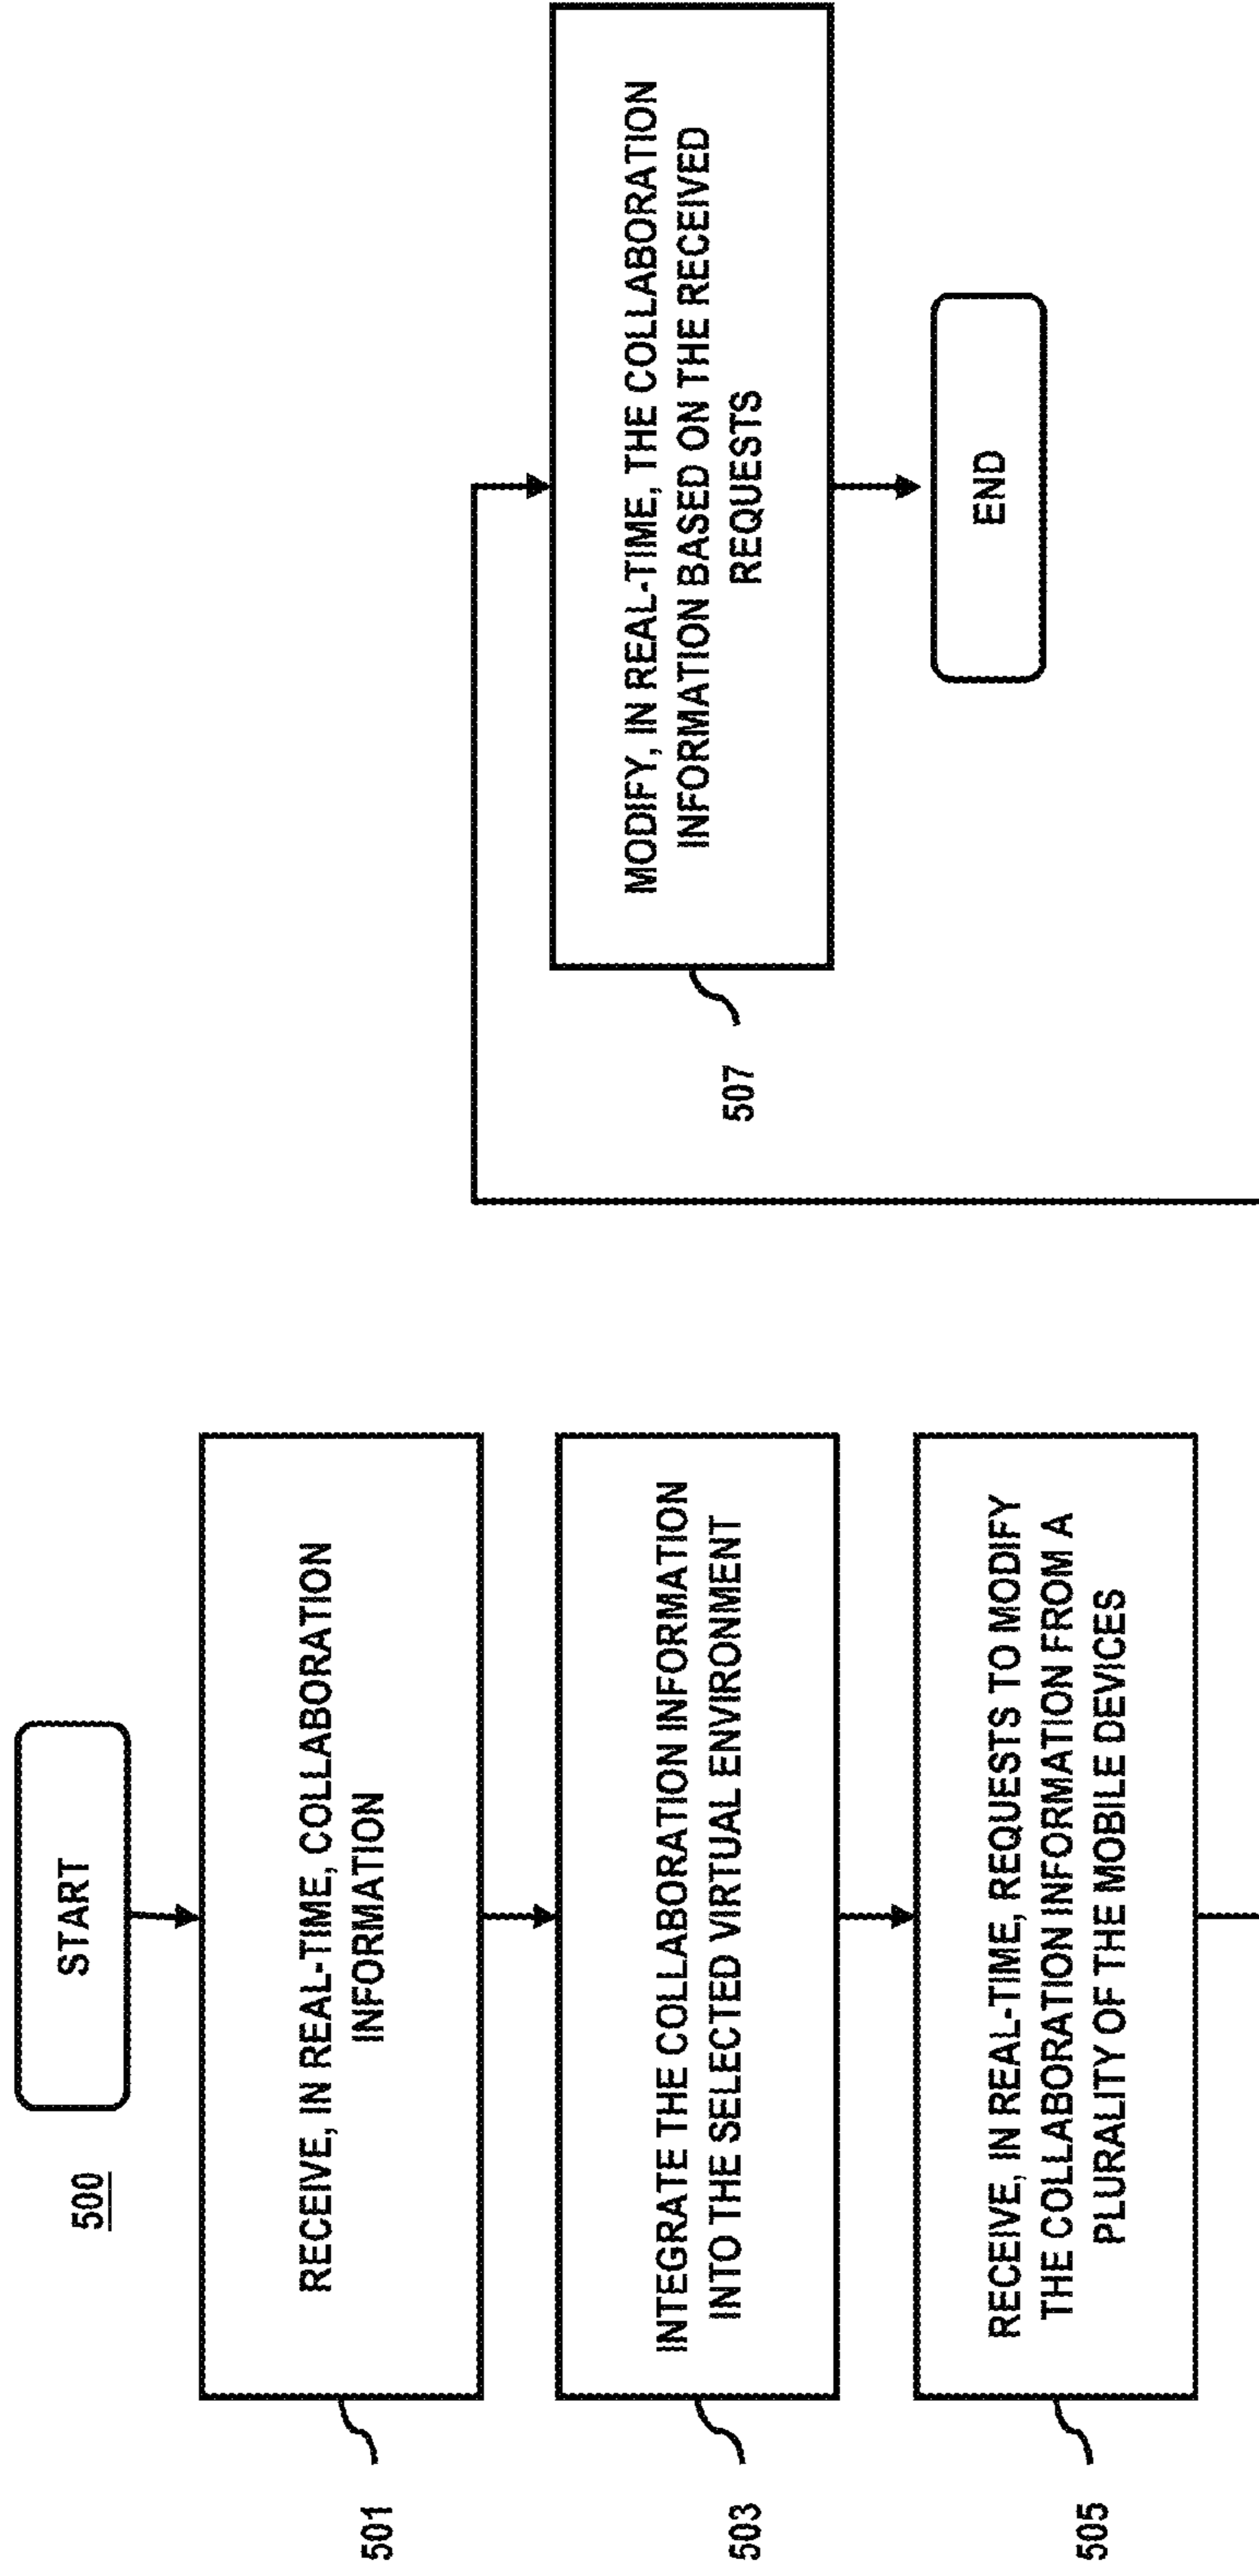 500
START
501
RECEIVE, IN REAL-TIME, COLLABORATION
INFORMATION
503
INTEGRATE THE COLLABORATION INFORMATION
INTO THE SELECTED VIRTUAL ENVIRONMENT
505
RECEIVE, IN REAL-TIME, REQUESTS TO MODIFY
THE COLLABORATION INFORMATION FROM A
PLURALITY OF THE MOBILE DEVICES
507
MODIFY, IN REAL-TIME, THE COLLABORATION
INFORMATION BASED ON THE RECEIVED
REQUESTS
END